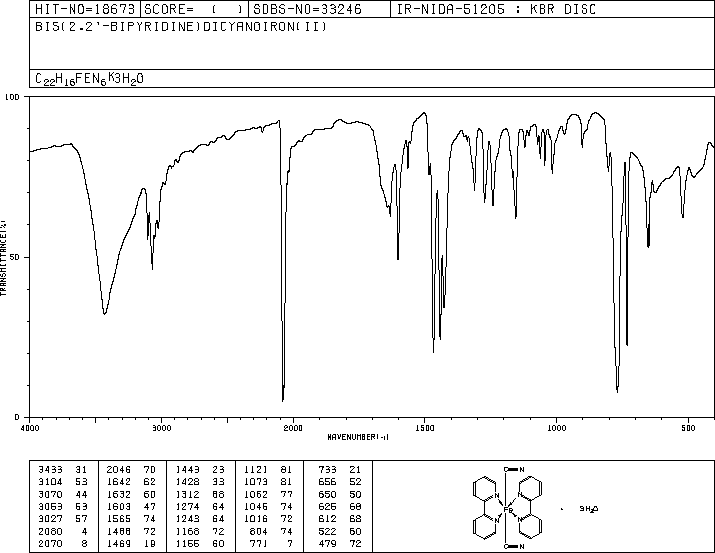 HIT-NO=18673 SCORE= ( ) SDBS-NO=33246 IR-NIDA-51205 : KBR DISC
BIS(2,2'-BIPYRIDINE)DICYANOIRON(II)
C22H16FEN6K3H2O
100
50
0
TRANSMITTANCE(%)
4000 3000 2000 1500 1000 500
WAVENUMBER(-1)
3433 31 2046 70 1443 23 1121 81 733 21
3104 53 1642 62 1428 33 1073 81 656 52
3070 44 1632 60 1312 68 1062 77 650 50
3053 53 1603 47 1274 64 1046 74 625 68
3027 57 1565 74 1243 64 1016 72 612 68
2080 4 1488 72 1168 72 804 74 522 60
2070 8 1469 19 1156 60 771 7 479 72
C N
N N
Fe
N N
C N
3H2O